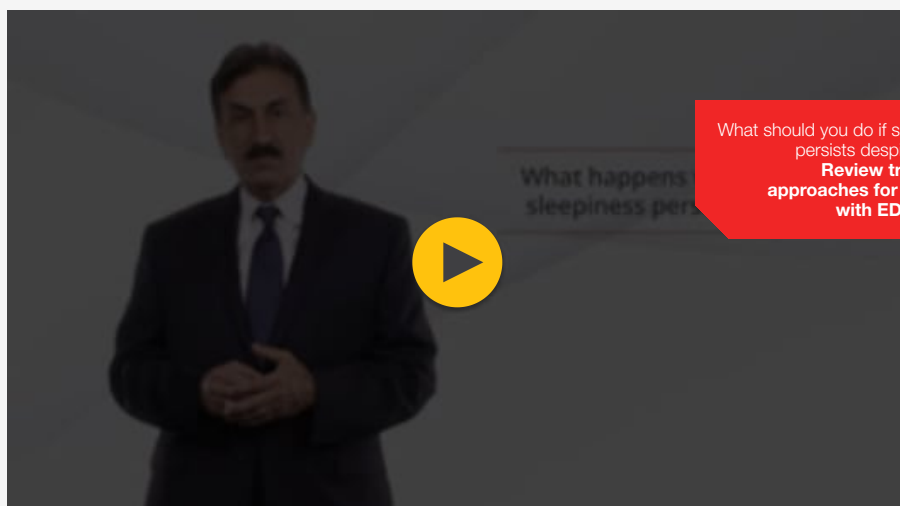 What happens
sleepiness pers
What should you do if s
persists desp
Review tr
approaches for
with ED